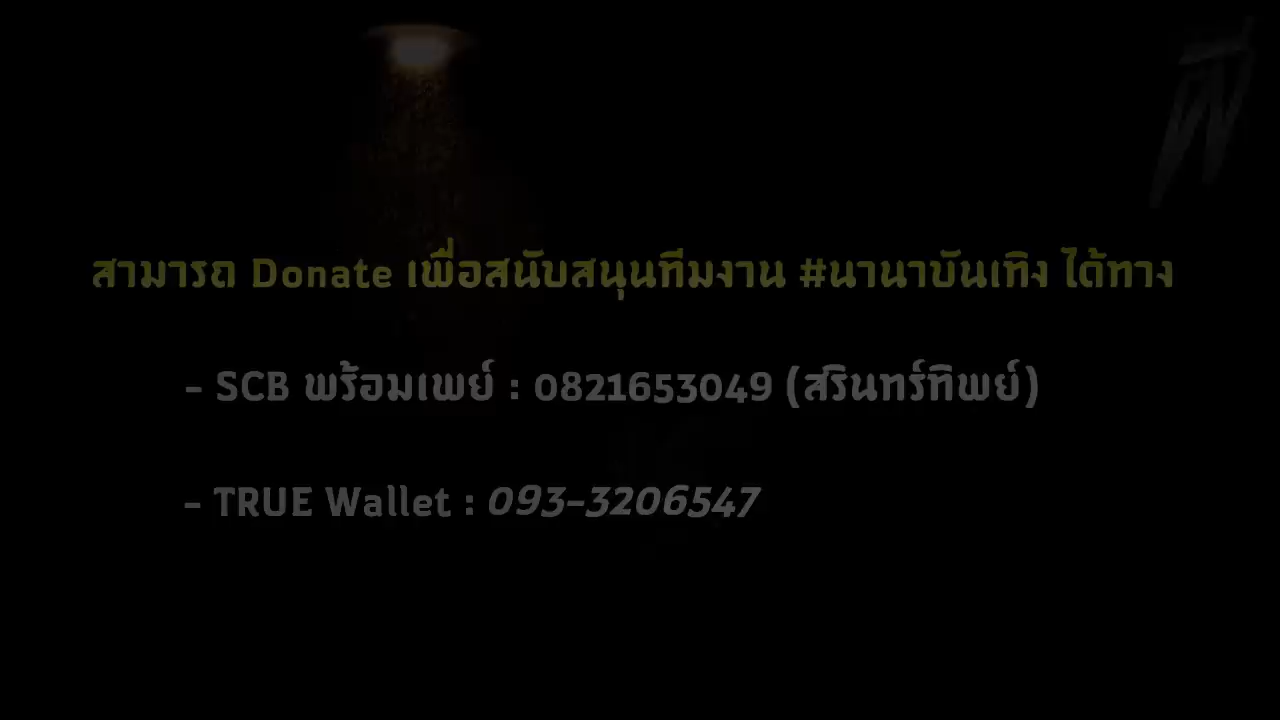 สามารถ Donate เพื่อสนับสนุนทีมงาน #นานาบันเทิง ได้ทาง
- SCB พร้อมเพย์ : 0821653049 (สรินทร์ทิพย์)
- TRUE Wallet : 093-3206547